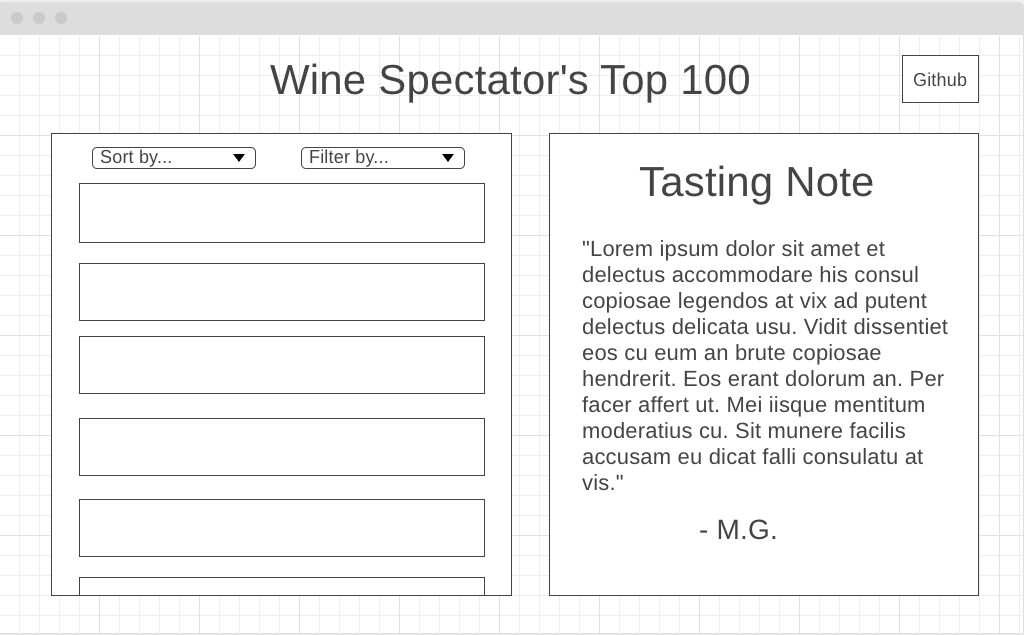 Wine Spectator's Top 100
Github
Sort by...
Filter by...
Tasting Note
"Lorem ipsum dolor sit amet et
delectus accommodare his consul
copiosae legendos at vix ad putent
delectus delicata usu. Vidit dissentiet
eos cu eum an brute copiosae
hendrerit. Eos erant dolorum an. Per
facer affert ut. Mei iisque mentitum
moderatius cu. Sit munere facilis
accusam eu dicat falli consulatu at
vis."
- M.G.